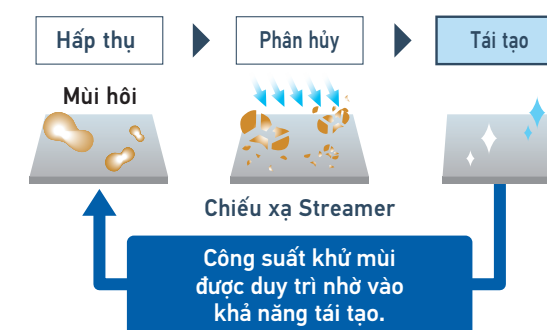 Hấp thụ
Phân hủy
Tái tạo
Mùi hôi
Chiếu xạ Streamer
Công suất khử mùi
được duy trì nhờ vào
khả năng tái tạo.